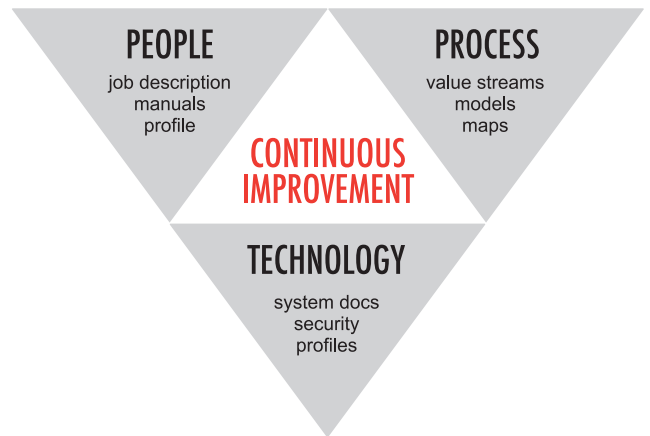 PEOPLE
job description
manuals
profile
PROCESS
value streams
models
maps
CONTINUOUS
IMPROVEMENT
TECHNOLOGY
system docs
security
profiles